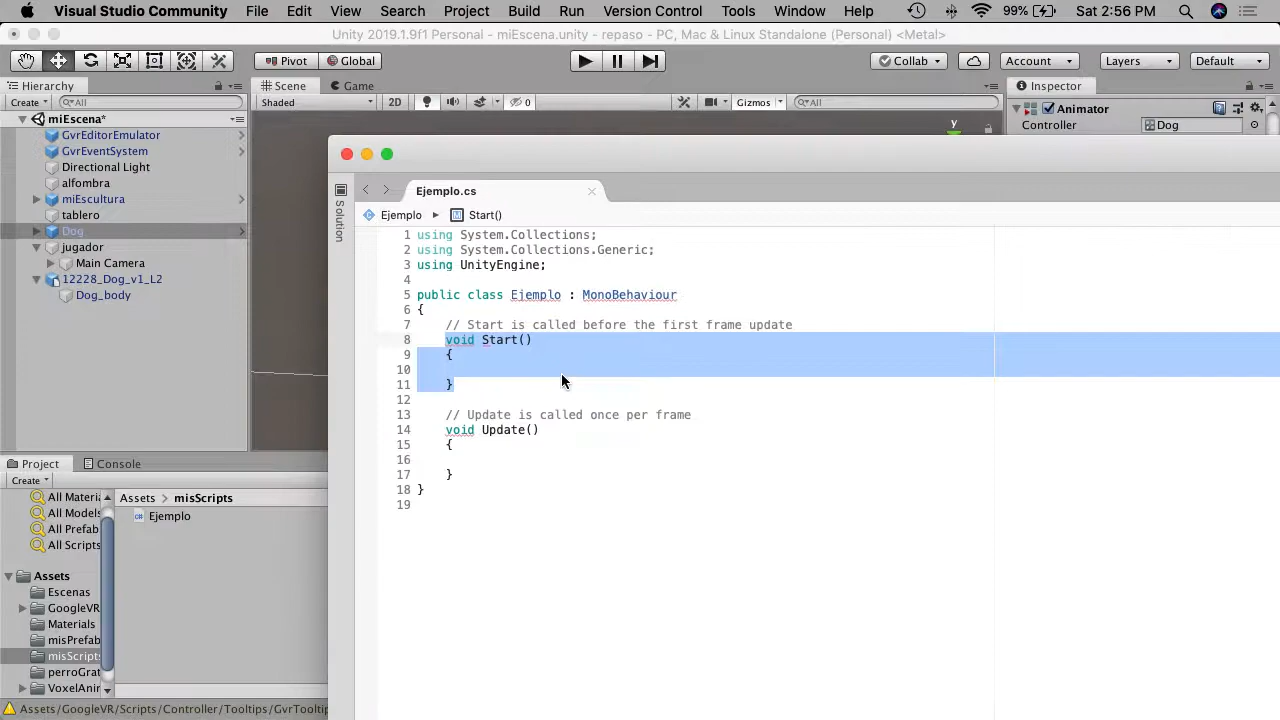 Visual Studio Community File Edit View Search Project Build Run Version Control Tools Window Help 99% Sat 2:56 PM
Unity 2019.1.9f1 Personal - miEscena.unity - repaso - PC, Mac & Linux Standalone (Personal) <Metal>
Pivot Global Collab Account Layers Default
Hierarchy Scene Game Inspector
Create All Shaded 2D 0 Gizmos All Animator
miEscena* y Controller Dog
GvrEditorEmulator
GvrEventSystem
Directional Light
alfombra
miEscultura
tablero
Dog
jugador
Main Camera
12228_Dog_v1_L2
Dog_body
Solution
Ejemplo.cs
Ejemplo Start()
1 using System.Collections;
2 using System.Collections.Generic;
3 using UnityEngine;
4
5 public class Ejemplo : MonoBehaviour
6 {
7 // Start is called before the first frame update
8 void Start()
9 {
10
11 }
12
13 // Update is called once per frame
14 void Update()
15 {
16
17 }
18 }
19
Project Console
Create
All Materi
All Models
All Prefab
All Scripts
Assets
Escenas
GoogleVR
Materials
misPrefab
misScripts
perroGrat
VoxelAnin
Assets > misScripts
Ejemplo
Assets/GoogleVR/Scripts/Controller/Tooltips/GvrTooltip